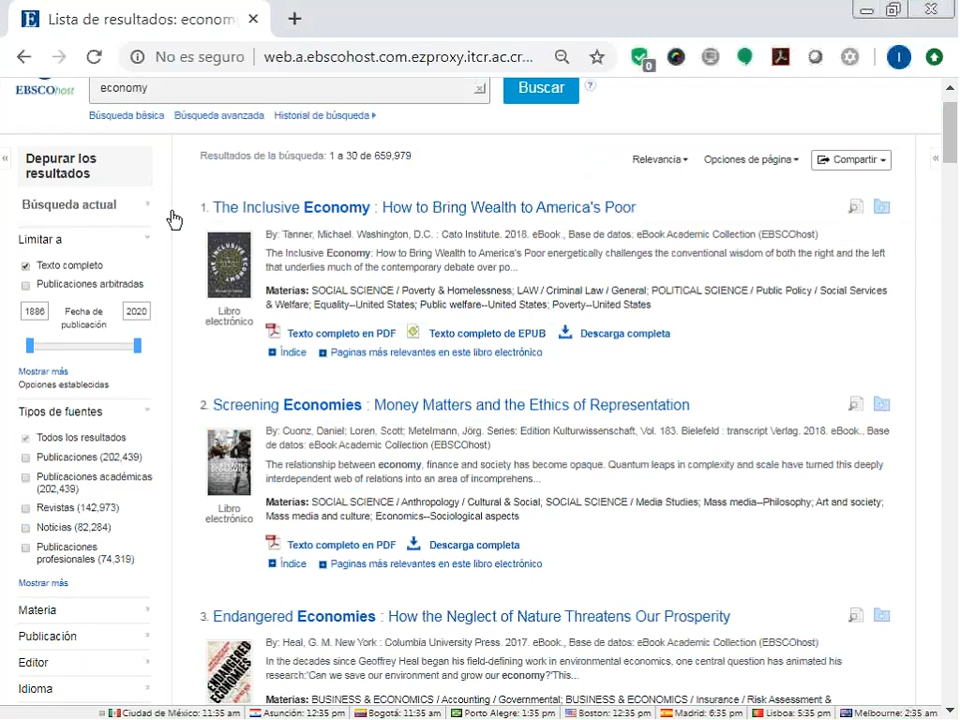 Lista de resultados: econom
No es seguro
web.a.ebscohost.com.ezproxy.itcr.ac.cr...
0
I
EBSCOhost
economy
Buscar
Búsqueda básica
Búsqueda avanzada
Historial de búsqueda
Depurar los
resultados
Búsqueda actual
Limitar a
Texto completo
Publicaciones arbitradas
1886
Fecha de
publicación
2020
Mostrar más
Opciones establecidas
Tipos de fuentes
Todos los resultados
Publicaciones (202,439)
Publicaciones académicas
(202,439)
Revistas (142,973)
Noticias (82,284)
Publicaciones
profesionales (74,319)
Mostrar más
Materia
Publicación
Editor
Idioma
Resultados de la búsqueda: 1 a 30 de 659,979
Relevancia
Opciones de página
Compartir
1. The Inclusive Economy : How to Bring Wealth to America's Poor
By: Tanner, Michael. Washington, D.C. : Cato Institute. 2018. eBook., Base de datos: eBook Academic Collection (EBSCOhost)
The Inclusive Economy: How to Bring Wealth to America's Poor energetically challenges the conventional wisdom of both the right and the left
that underlies much of the contemporary debate over po...
Materias: SOCIAL SCIENCE / Poverty & Homelessness; LAW / Criminal Law / General; POLITICAL SCIENCE / Public Policy / Social Services
& Welfare; Equality--United States; Public welfare--United States; Poverty--United States
Libro
electrónico
Texto completo en PDF
Texto completo de EPUB
Descarga completa
Índice
Paginas más relevantes en este libro electrónico
2. Screening Economies : Money Matters and the Ethics of Representation
By: Cuonz, Daniel; Loren, Scott; Metelmann, Jörg. Series: Edition Kulturwissenschaft, Vol. 183. Bielefeld : transcript Verlag. 2018. eBook., Base
de datos: eBook Academic Collection (EBSCOhost)
The relationship between economy, finance and society has become opaque. Quantum leaps in complexity and scale have turned this deeply
interdependent web of relations into an area of incomprehens...
Materias: SOCIAL SCIENCE / Anthropology / Cultural & Social; SOCIAL SCIENCE / Media Studies; Mass media--Philosophy; Art and society;
Mass media and culture; Economics--Sociological aspects
Libro
electrónico
Texto completo en PDF
Descarga completa
Índice
Paginas más relevantes en este libro electrónico
3. Endangered Economies : How the Neglect of Nature Threatens Our Prosperity
By: Heal, G. M. New York : Columbia University Press. 2017. eBook., Base de datos: eBook Academic Collection (EBSCOhost)
In the decades since Geoffrey Heal began his field-defining work in environmental economics, one central question has animated his
research:'Can we save our environment and grow our economy?'This...
Materias: BUSINESS & ECONOMICS / Accounting / Governmental; BUSINESS & ECONOMICS / Insurance / Risk Assessment &
ENDANGERED
ECONOMIES
Ciudad de México: 11:35 am
Asunción: 12:35 pm
Bogotá: 11:35 am
Porto Alegre: 1:35 pm
Boston: 12:35 pm
Madrid: 6:35 pm
Lisboa: 5:35 pm
Melbourne: 2:35 am